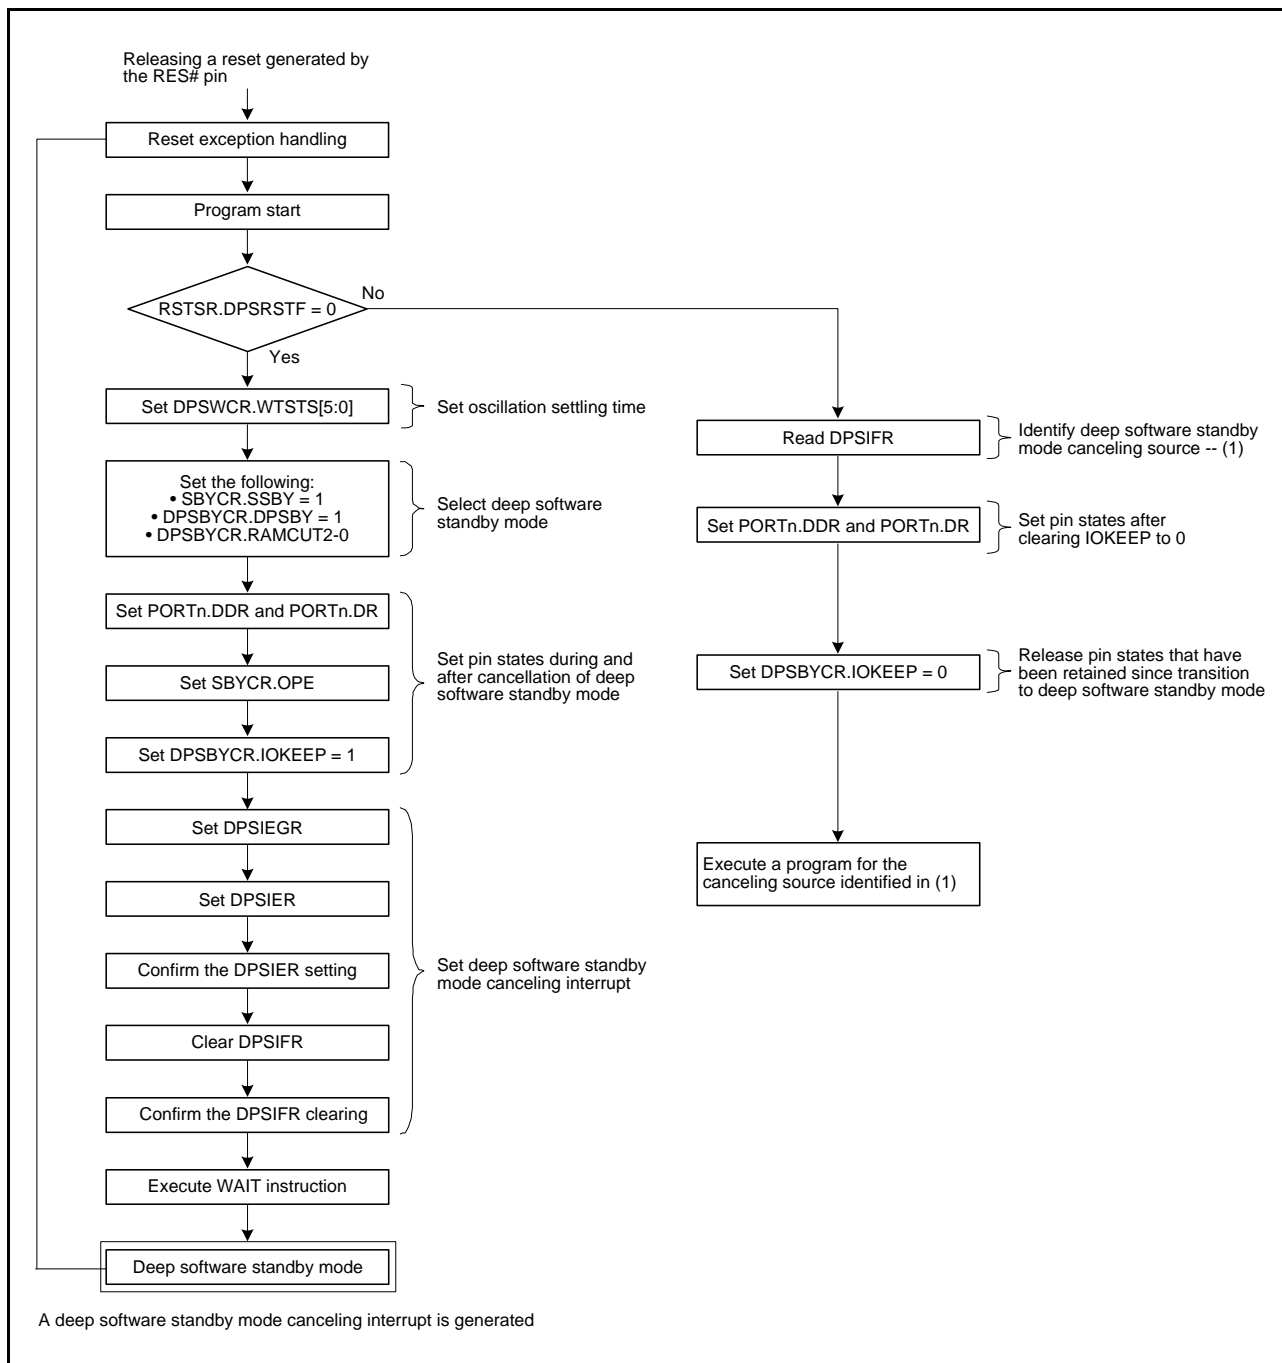 Releasing a reset generated by
the RES# pin
Reset exception handling
Program start
RSTSR.DPSRSTF = 0
No
Yes
Set DPSWCR.WTSTS[5:0]
Set oscillation settling time
Set the following:
• SBYCR.SSBY = 1
• DPSBYCR.DPSBY = 1
• DPSBYCR.RAMCUT2-0
Select deep software
standby mode
Set PORTn.DDR and PORTn.DR
Set SBYCR.OPE
Set DPSBYCR.IOKEEP = 1
Set pin states during and
after cancellation of deep
software standby mode
Set DPSIEGR
Set DPSIER
Confirm the DPSIER setting
Clear DPSIFR
Confirm the DPSIFR clearing
Set deep software standby
mode canceling interrupt
Execute WAIT instruction
Deep software standby mode
A deep software standby mode canceling interrupt is generated
Read DPSIFR
Identify deep software standby
mode canceling source -- (1)
Set PORTn.DDR and PORTn.DR
Set pin states after
clearing IOKEEP to 0
Set DPSBYCR.IOKEEP = 0
Release pin states that have
been retained since transition
to deep software standby mode
Execute a program for the
canceling source identified in (1)